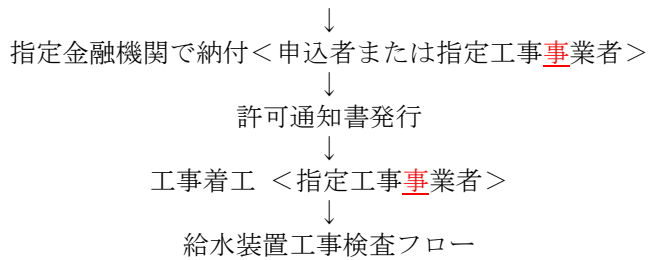 ↓
指定金融機関で納付＜申込者または指定工事事業者＞
↓
許可通知書発行
↓
工事着工 ＜指定工事事業者＞
↓
給水装置工事検査フロー